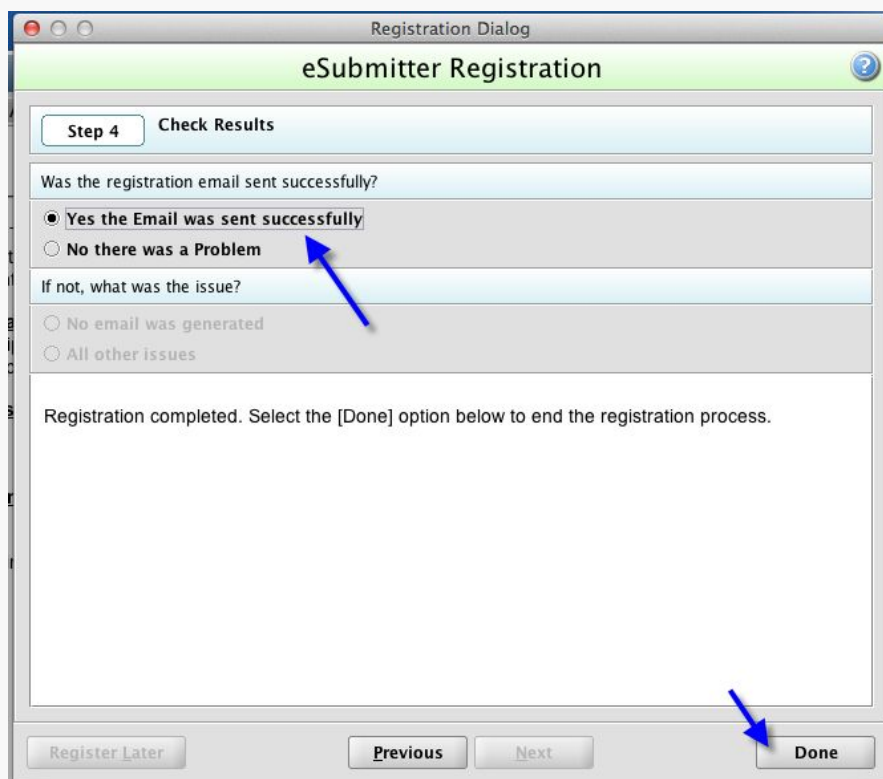 Registration Dialog
eSubmitter Registration
?
Step 4 Check Results
Was the registration email sent successfully?
Yes the Email was sent successfully
No there was a Problem
If not, what was the issue?
No email was generated
All other issues
Registration completed. Select the [Done] option below to end the registration process.
Register Later Previous Next Done